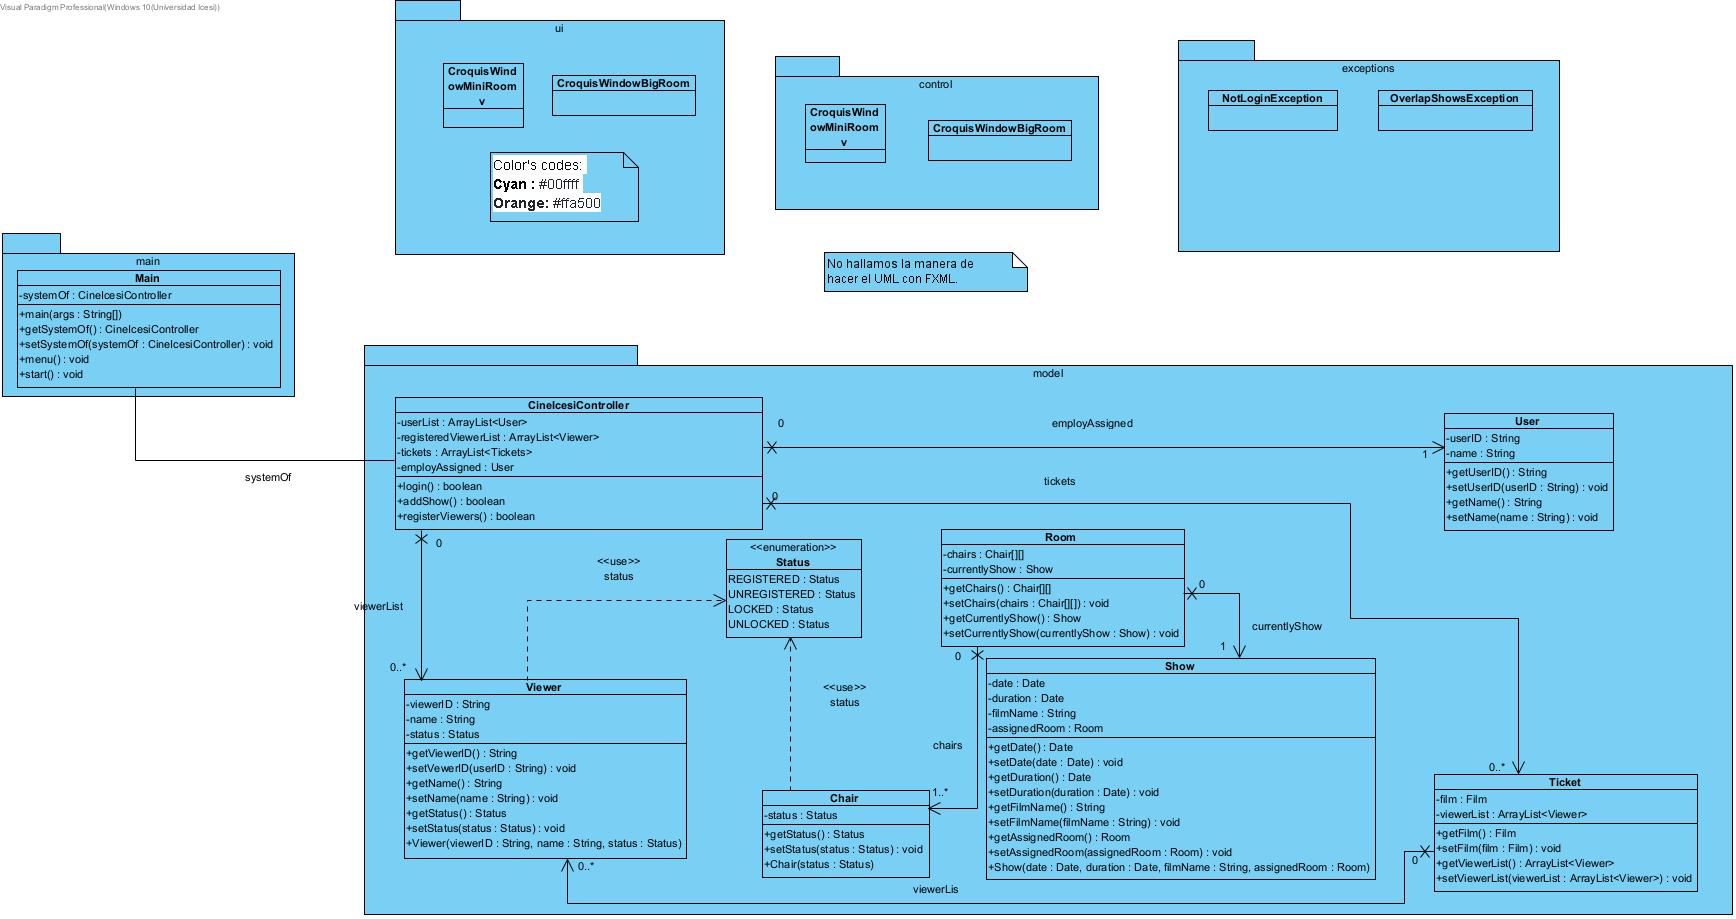 Visual Paradigm Professional(Windows 10(Universidad Icesi))
ui
CroquisWind
owMiniRoom
v
CroquisWindowBigRoom
Color's codes:
Cyan : #00ffff
Orange: #ffa500
control
CroquisWind
owMiniRoom
v
CroquisWindowBigRoom
exceptions
NotLoginException
OverlapShowsException
No hallamos la manera de
hacer el UML con FXML.
main
Main
-systemOf : CineIcesiController
+main(args : String[])
+getSystemOf() : CineIcesiController
+setSystemOf(systemOf : CineIcesiController) : void
+menu() : void
+start() : void
systemOf
model
CineIcesiController
-userList : ArrayList<User>
-registeredViewerList : ArrayList<Viewer>
-tickets : ArrayList<Tickets>
-employAssigned : User
+login() : boolean
+addShow() : boolean
+registerViewers() : boolean
0
employAssigned
1
User
-userID : String
-name : String
+getUserID() : String
+setUserID(userID : String) : void
+getName() : String
+setName(name : String) : void
0
tickets
0..*
0
viewerList
0..*
<<use>>
status
<<enumeration>>
Status
REGISTERED : Status
UNREGISTERED : Status
LOCKED : Status
UNLOCKED : Status
<<use>>
status
Room
-chairs : Chair[][]
-currentlyShow : Show
+getChairs() : Chair[][]
+setChairs(chairs : Chair[][]) : void
+getCurrentlyShow() : Show
+setCurrentlyShow(currentlyShow : Show) : void
0
currentlyShow
1
0
chairs
1..*
Viewer
-viewerID : String
-name : String
-status : Status
+getViewerID() : String
+setVewerID(userID : String) : void
+getName() : String
+setName(name : String) : void
+getStatus() : Status
+setStatus(status : Status) : void
+Viewer(viewerID : String, name : String, status : Status)
Chair
-status : Status
+getStatus() : Status
+setStatus(status : Status) : void
+Chair(status : Status)
Show
-date : Date
-duration : Date
-filmName : String
-assignedRoom : Room
+getDate() : Date
+setDate(date : Date) : void
+getDuration() : Date
+setDuration(duration : Date) : void
+getFilmName() : String
+setFilmName(filmName : String) : void
+getAssignedRoom() : Room
+setAssignedRoom(assignedRoom : Room) : void
+Show(date : Date, duration : Date, filmName : String, assignedRoom : Room)
Ticket
-film : Film
-viewerList : ArrayList<Viewer>
+getFilm() : Film
+setFilm(film : Film) : void
+getViewerList() : ArrayList<Viewer>
+setViewerList(viewerList : ArrayList<Viewer>) : void
0
0..*
viewerLis